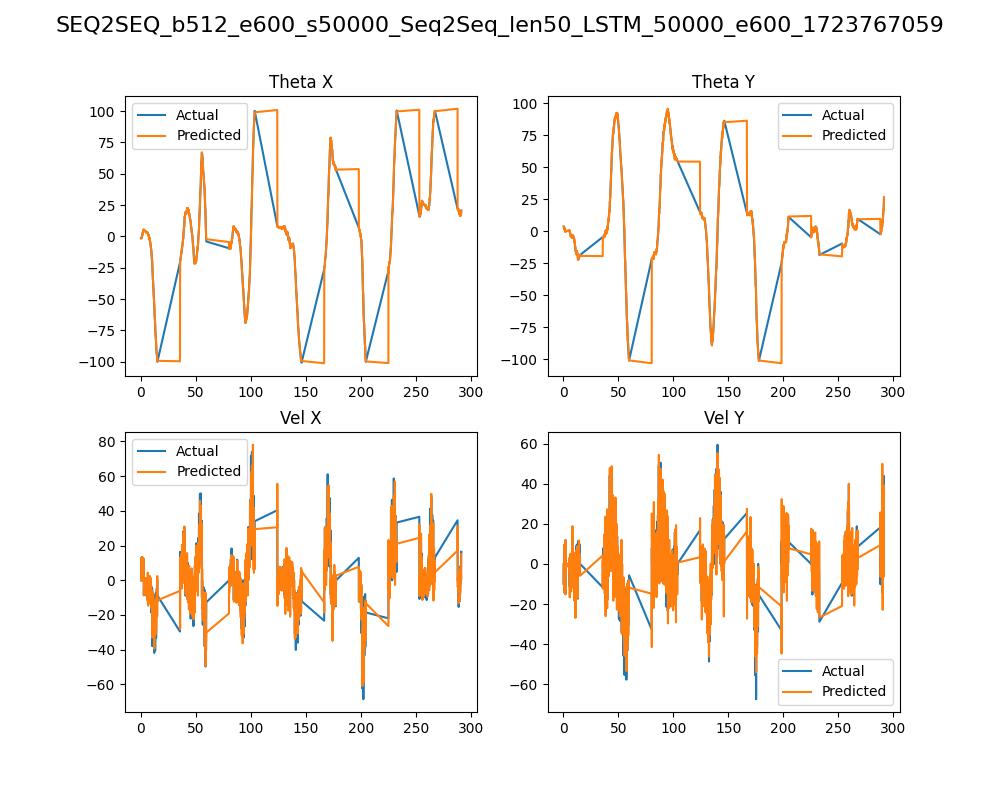 SEQ2SEQ_b512_e600_s50000_Seq2Seq_len50_LSTM_50000_e600_1723767059
Theta X
100
75
50
25
0
−25
−50
−75
−100
0 50 100 150 200 250 300
Actual
Predicted
Theta Y
100
75
50
25
0
−25
−50
−75
−100
0 50 100 150 200 250 300
Actual
Predicted
Vel X
80
60
40
20
0
−20
−40
−60
0 50 100 150 200 250 300
Actual
Predicted
Vel Y
60
40
20
0
−20
−40
−60
0 50 100 150 200 250 300
Actual
Predicted